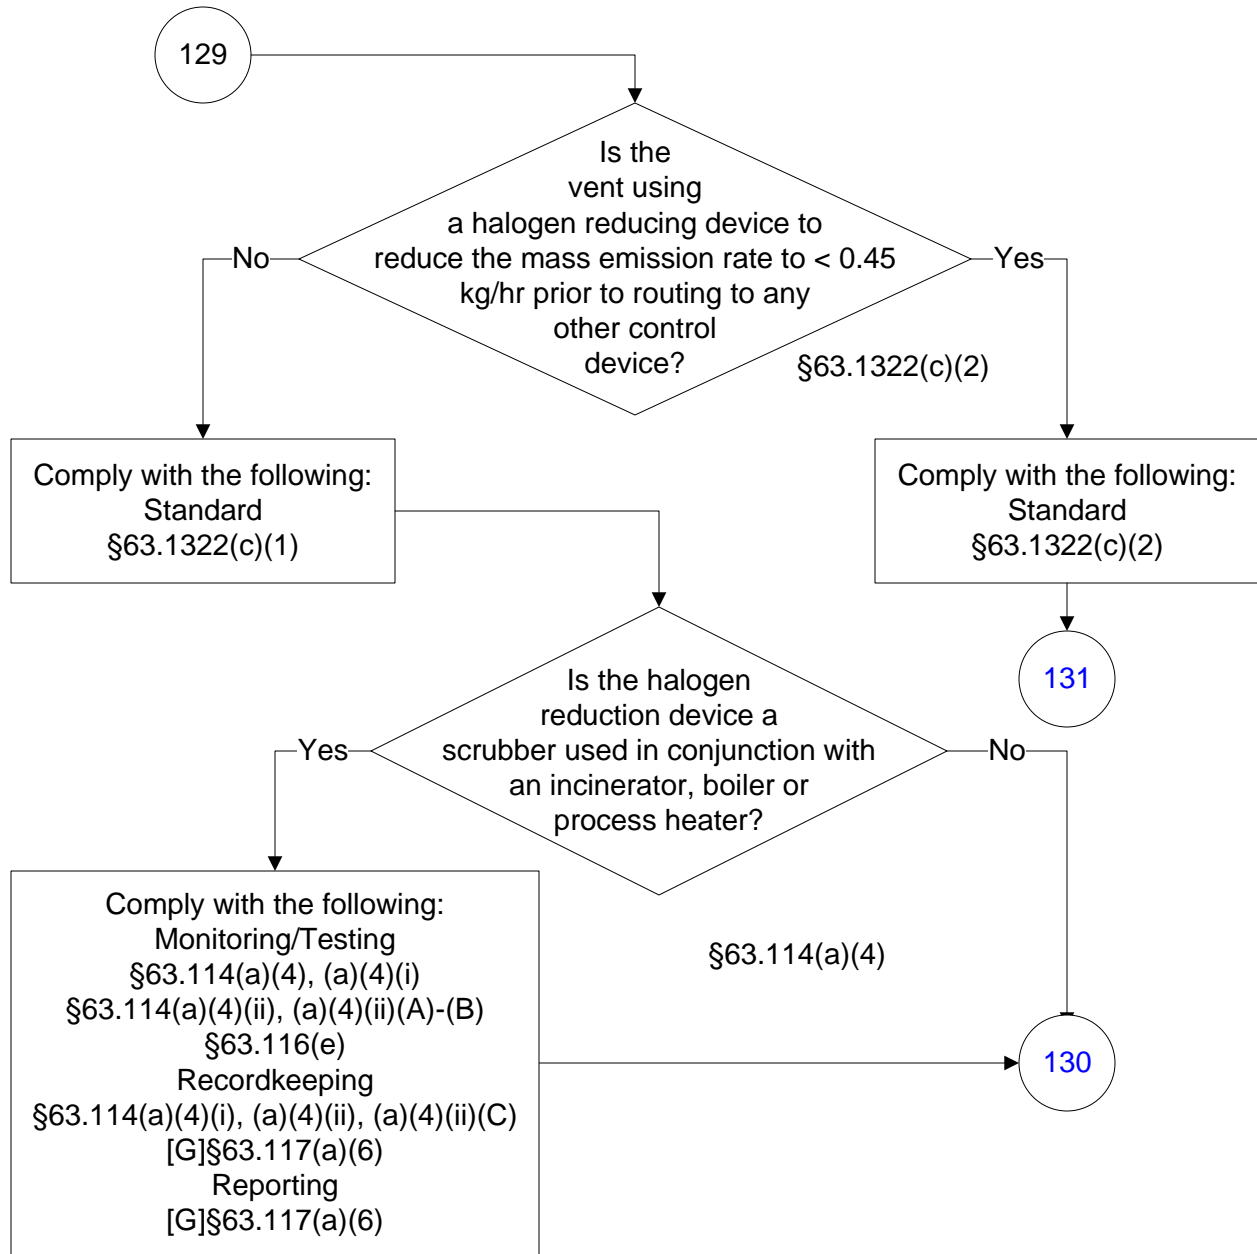 129
Is the
vent using
a halogen reducing device to
reduce the mass emission rate to < 0.45
kg/hr prior to routing to any
other control
device?
No
Yes
§63.1322(c)(2)
Comply with the following:
Standard
§63.1322(c)(1)
Comply with the following:
Standard
§63.1322(c)(2)
131
Is the halogen
reduction device a
scrubber used in conjunction with
an incinerator, boiler or
process heater?
Yes
No
§63.114(a)(4)
Comply with the following:
Monitoring/Testing
§63.114(a)(4), (a)(4)(i)
§63.114(a)(4)(ii), (a)(4)(ii)(A)-(B)
§63.116(e)
Recordkeeping
§63.114(a)(4)(i), (a)(4)(ii), (a)(4)(ii)(C)
[G]§63.117(a)(6)
Reporting
[G]§63.117(a)(6)
130